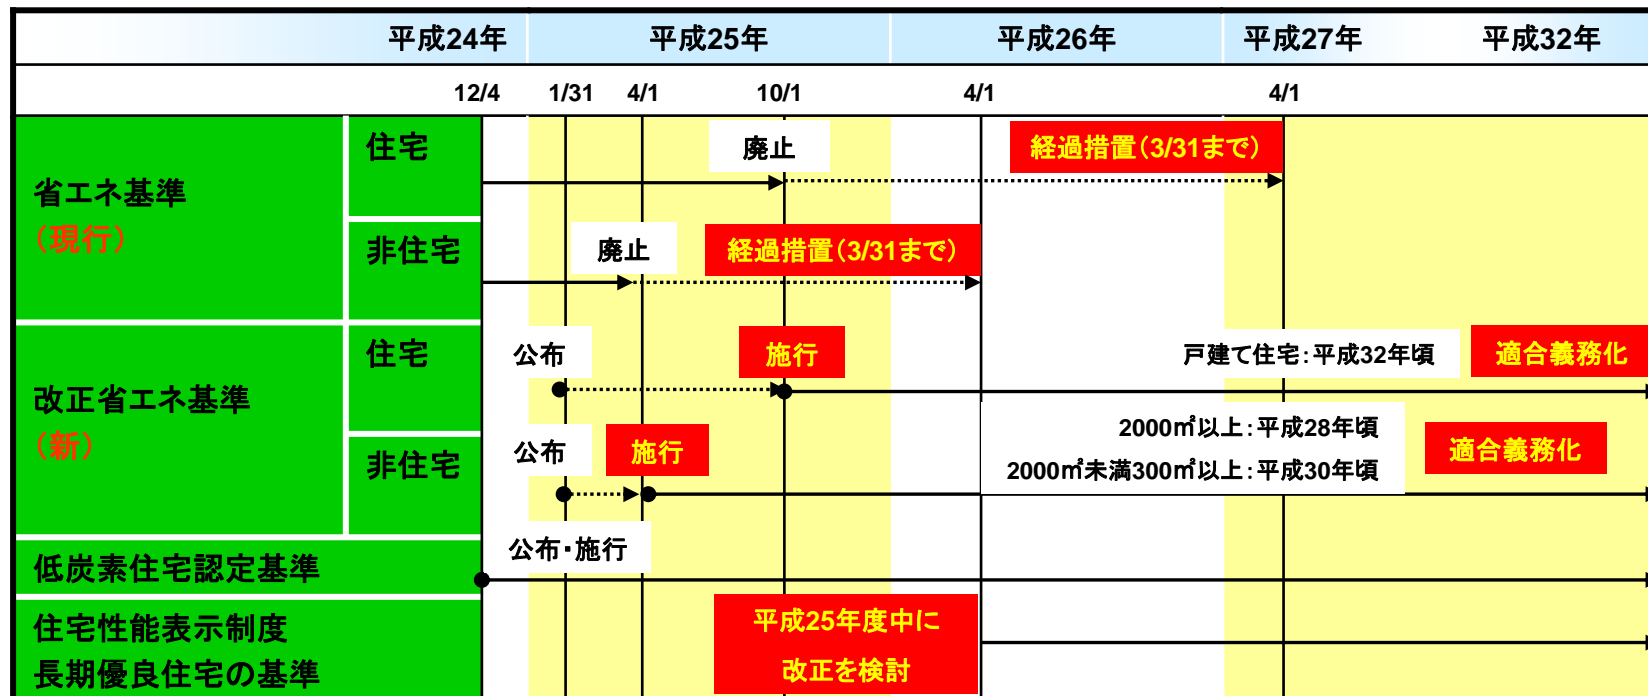 平成24年 平成25年 平成26年 平成27年 平成32年
12/4 1/31 4/1 10/1 4/1 4/1
省エネ基準
（現行）
住宅
廃止
経過措置（3/31まで）
非住宅
廃止
経過措置（3/31まで）
改正省エネ基準
（新）
住宅
公布
施行
戸建て住宅：平成32年頃
適合義務化
非住宅
公布
施行
2000㎡以上：平成28年頃
2000㎡未満300㎡以上：平成30年頃
適合義務化
低炭素住宅認定基準
公布・施行
住宅性能表示制度
長期優良住宅の基準
平成25年度中に
改正を検討